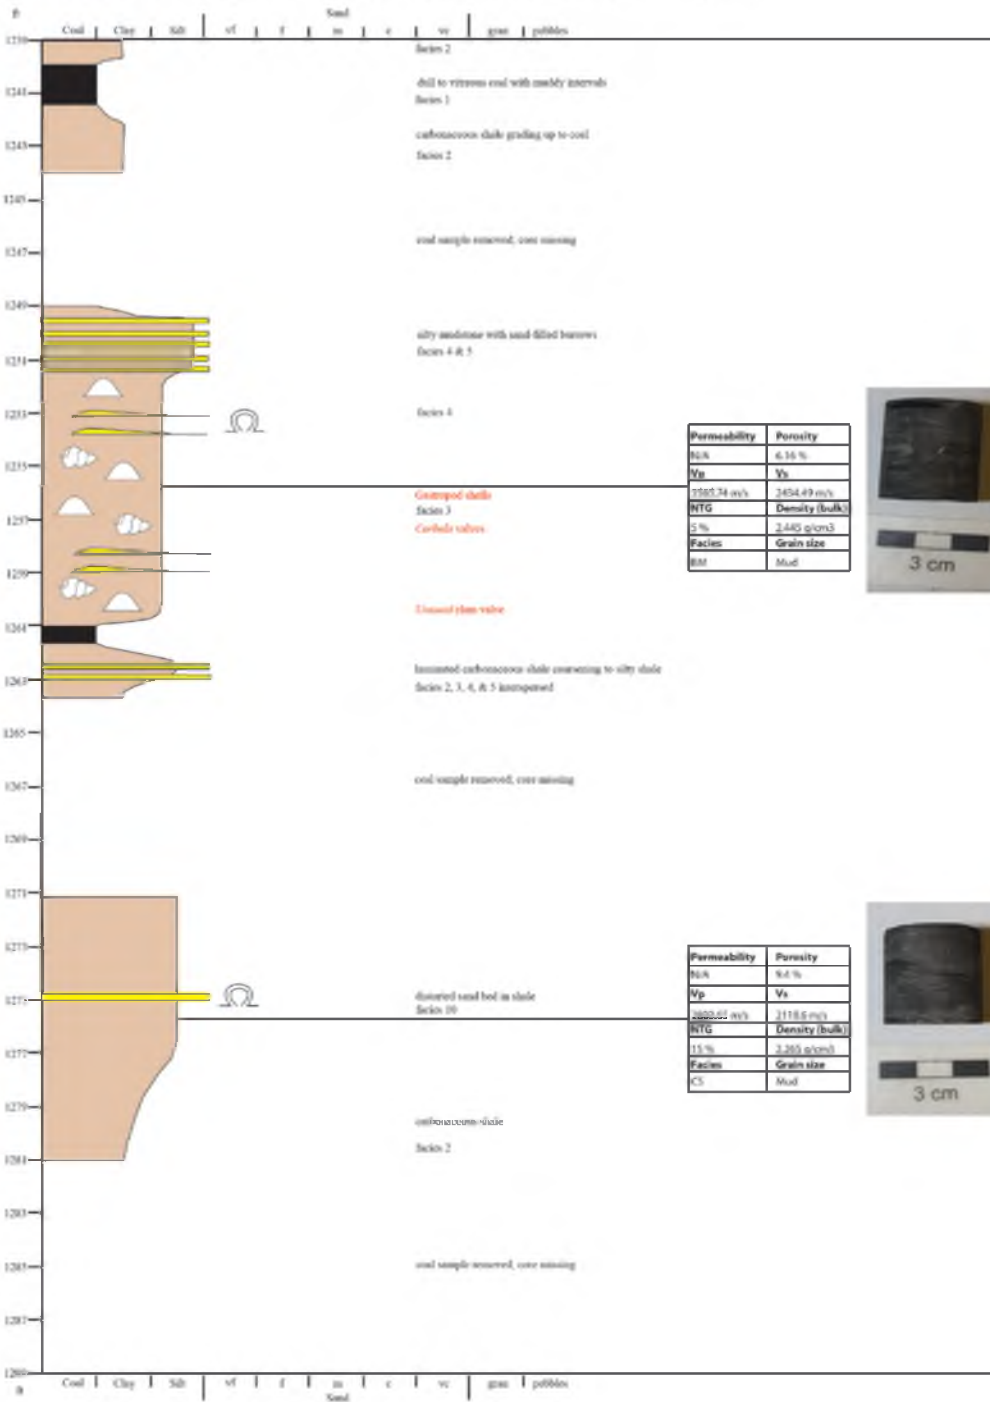 ft
Sand
Coal Clay Silt vf f m c vc gran pebbles
1239
facies 2
dull to vitreous coal with muddy intervals
1241
facies 1
carbonaceous shale grading up to coal
1243
facies 2
1245
coal sample removed, core missing
1247
1249
silty mudstone with sand-filled burrows
facies 4 & 5
1251
1253
facies 4
Permeability Porosity
N/A 6.16 %
Vp Vs
2454.49 m/s
NTG Density (bulk)
5 % 2.445 g/cm3
Facies Grain size
BM Mud
3 cm
1255
Gastropod shells
facies 3
1257
Corbula valves
1259
clam valve
1261
laminated carbonaceous shale coarsening to silty shale
1263
facies 2, 3, 4, & 5 interspersed
1265
coal sample removed, core missing
1267
1269
1271
1273
Permeability Porosity
N/A 9.4 %
Vp Vs
2118.6 m/s
NTG Density (bulk)
15 % 2.265 g/cm3
Facies Grain size
CS Mud
3 cm
distorted sand bed in shale
1275
facies 10
1277
1279
carbonaceous shale
facies 2
1281
1283
coal sample removed, core missing
1285
1287
1289
ft
Coal Clay Silt vf f m c vc gran pebbles
Sand